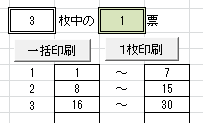 3 枚中の 1 票
一括印刷 1枚印刷
1 1 ～ 7
2 8 ～ 15
3 16 ～ 30